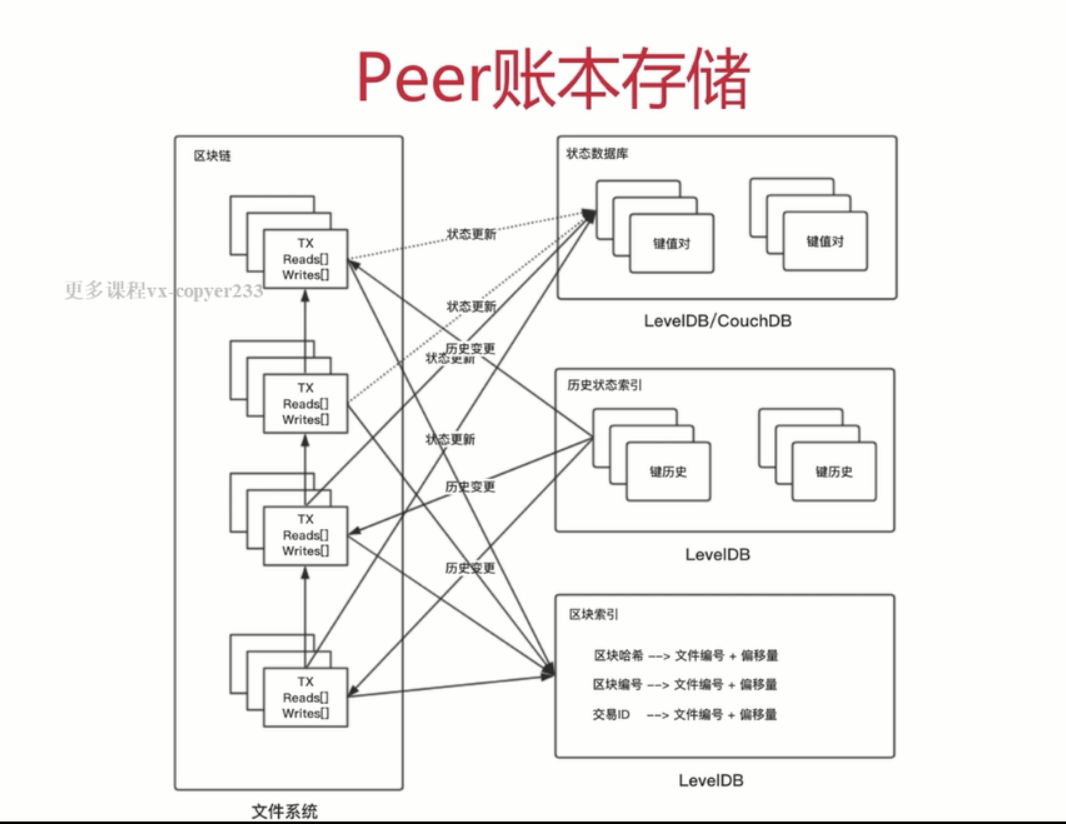 Peer账本存储
区块链
TX
Reads[]
Writes[]
TX
Reads[]
Writes[]
TX
Reads[]
Writes[]
TX
Reads[]
Writes[]
文件系统
更多课程vx-copyer233
状态更新
状态更新
历史变更
状态更新
状态更新
历史变更
历史变更
状态数据库
键值对
键值对
LevelDB/CouchDB
历史状态索引
键历史
键历史
LevelDB
区块索引
区块哈希 --> 文件编号 + 偏移量
区块编号 --> 文件编号 + 偏移量
交易ID --> 文件编号 + 偏移量
LevelDB